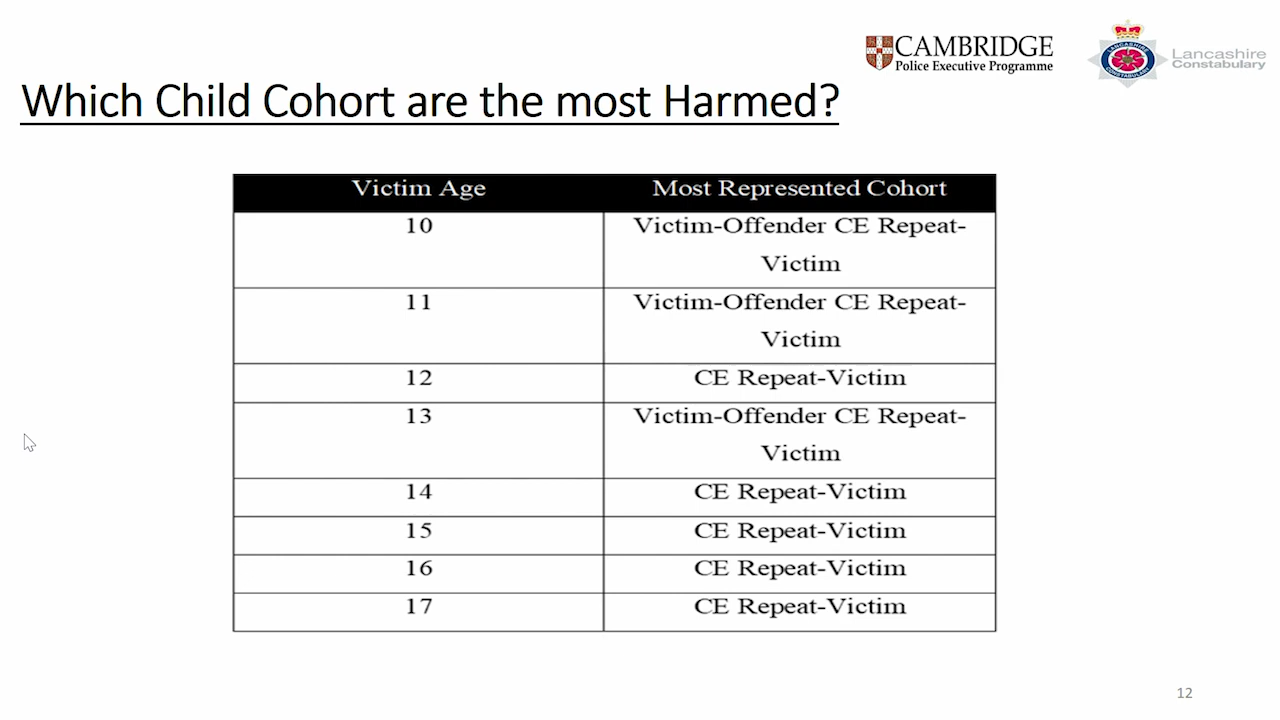 CAMBRIDGE
Police Executive Programme
LANCASHIRE
CONSTABULARY
Lancashire
Constabulary
Which Child Cohort are the most Harmed?
Victim Age Most Represented Cohort
10 Victim-Offender CE Repeat-
Victim
11 Victim-Offender CE Repeat-
Victim
12 CE Repeat-Victim
13 Victim-Offender CE Repeat-
Victim
14 CE Repeat-Victim
15 CE Repeat-Victim
16 CE Repeat-Victim
17 CE Repeat-Victim
12